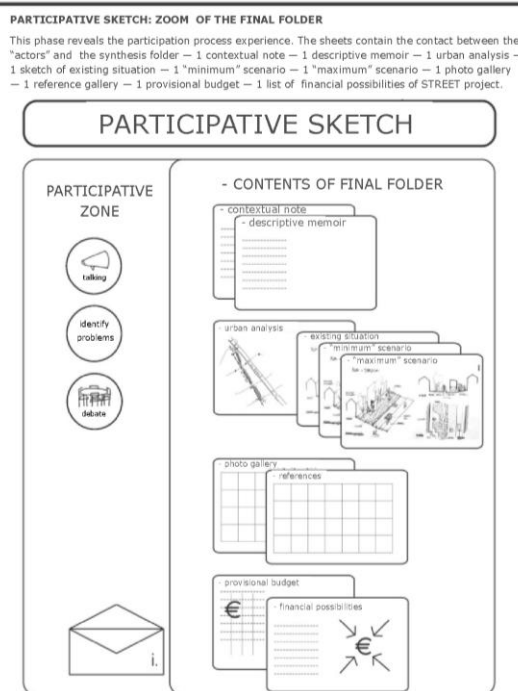 PARTICIPATIVE SKETCH: ZOOM OF THE FINAL FOLDER
This phase reveals the participation process experience. The sheets contain the contact between the
“actors” and the synthesis folder — 1 contextual note — 1 descriptive memoir — 1 urban analysis –
1 sketch of existing situation — 1 “minimum” scenario — 1 “maximum” scenario — 1 photo gallery
— 1 reference gallery — 1 provisional budget — 1 list of financial possibilities of STREET project.
PARTICIPATIVE SKETCH
PARTICIPATIVE
ZONE
talking
identify
problems
debate
i.
- CONTENTS OF FINAL FOLDER
- contextual note
- descriptive memoir
- urban analysis
- existing situation
- "minimum" scenario
- "maximum" scenario
- photo gallery
- references
- provisional budget
€
- financial possibilities
€